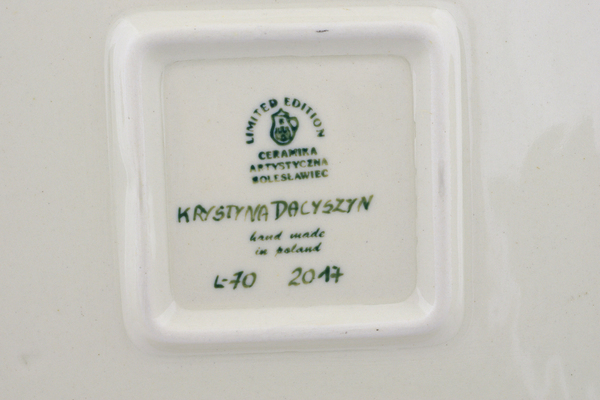 LIMITED EDITION
CERAMIKA
ARTYSTYCZNA
BOLESŁAWIEC
KRYSTYNA DACYSZYN
hand made
in poland
L-70 2017